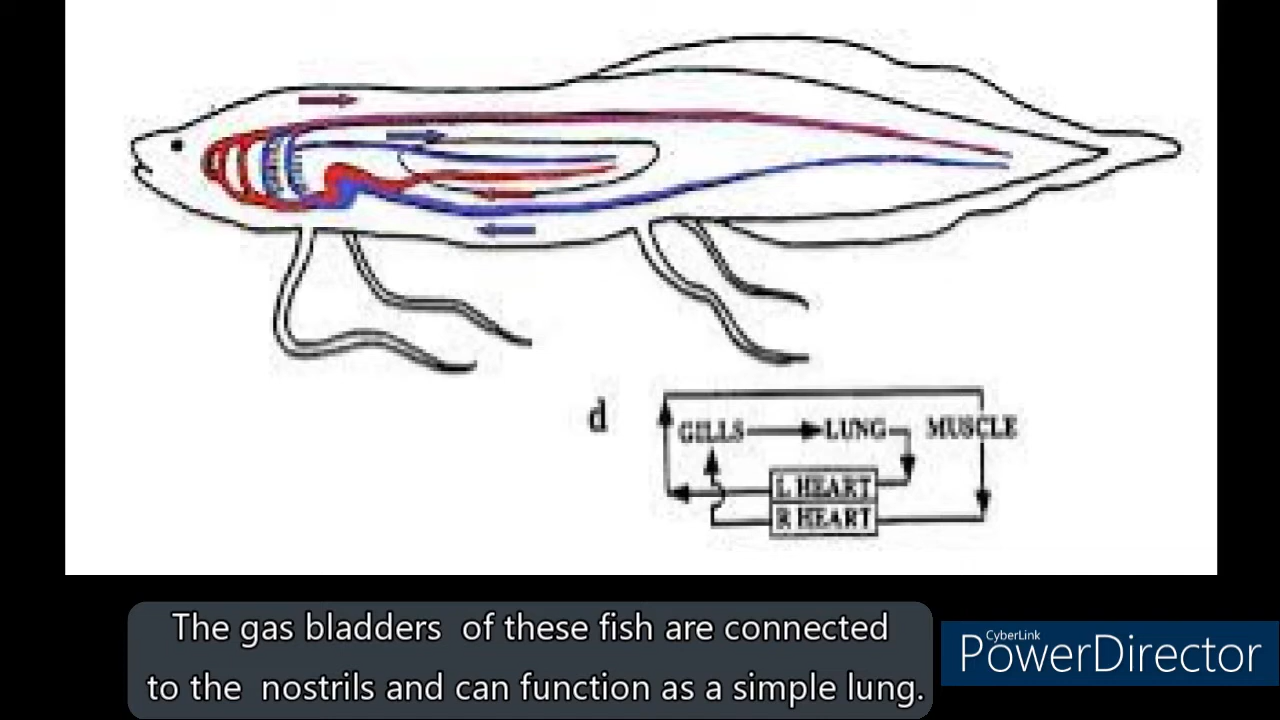 d
GILLS LUNG MUSCLE
L HEART
R HEART
The gas bladders of these fish are connected
to the nostrils and can function as a simple lung.
CyberLink
PowerDirector